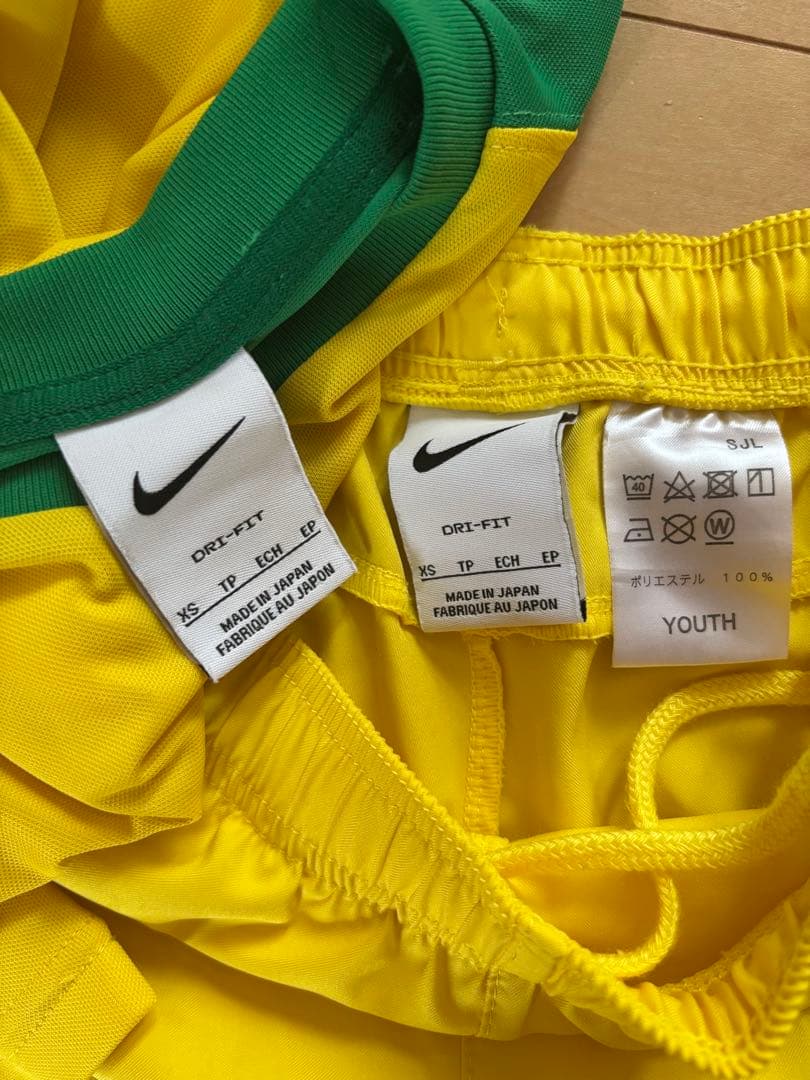 DRI-FIT
XS TP ECH EP
MADE IN JAPAN
FABRIQUE AU JAPON
DRI-FIT
XS TP ECH EP
MADE IN JAPAN
FABRIQUE AU JAPON
SJL
40
W
ポリエステル 100%
YOUTH